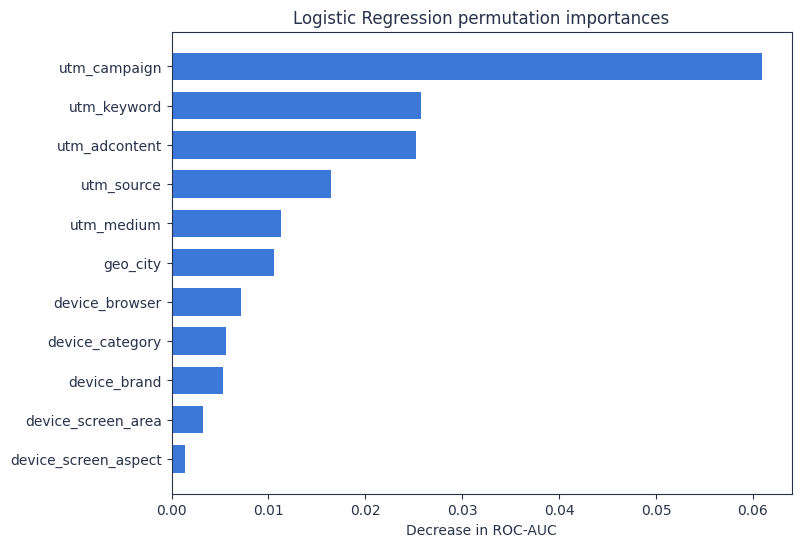 Logistic Regression permutation importances
utm_campaign
utm_keyword
utm_adcontent
utm_source
utm_medium
geo_city
device_browser
device_category
device_brand
device_screen_area
device_screen_aspect
0.00 0.01 0.02 0.03 0.04 0.05 0.06
Decrease in ROC-AUC